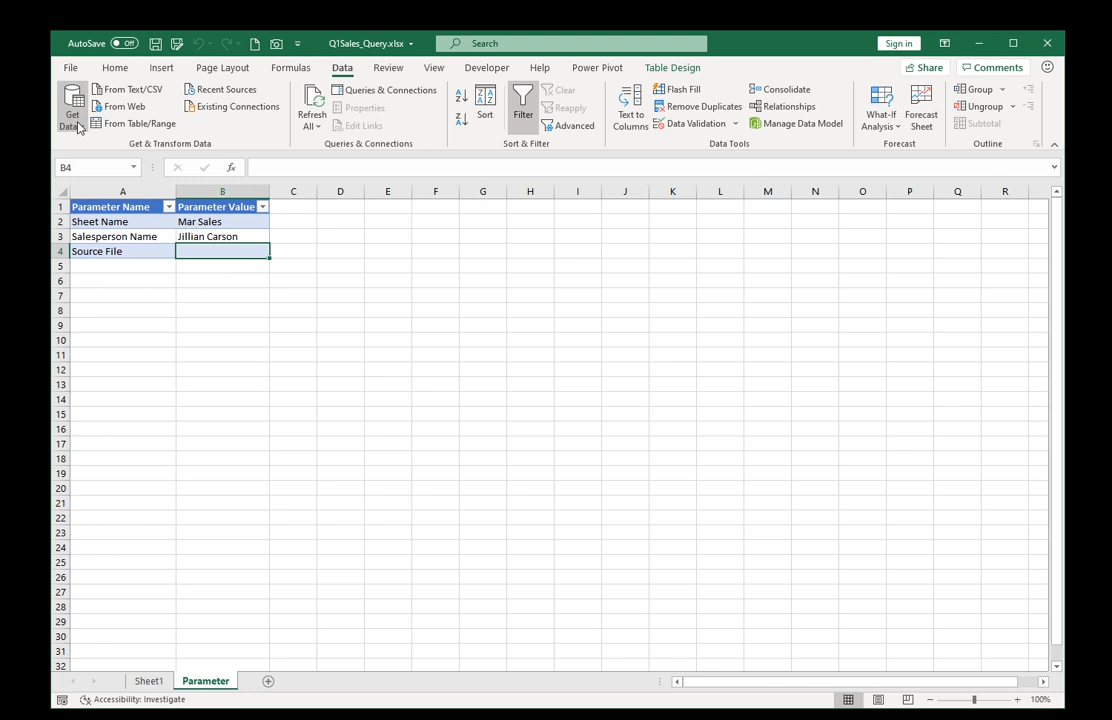 AutoSave Off Q1Sales_Query.xlsx Search Sign in
File Home Insert Page Layout Formulas Data Review View Developer Help Power Pivot Table Design Share Comments
Get Data
From Text/CSV
From Web
From Table/Range
Recent Sources
Existing Connections
Get & Transform Data
Refresh All
Queries & Connections
Properties
Edit Links
Queries & Connections
Sort
Filter
Clear
Reapply
Advanced
Sort & Filter
Text to Columns
Flash Fill
Remove Duplicates
Data Validation
Consolidate
Relationships
Manage Data Model
Data Tools
What-If Analysis
Forecast Sheet
Forecast
Group
Ungroup
Subtotal
Outline
B4 fx
A B C D E F G H I J K L M N O P Q R
1 Parameter Name Parameter Value
2 Sheet Name Mar Sales
3 Salesperson Name Jillian Carson
4 Source File
5
6
7
8
9
10
11
12
13
14
15
16
17
18
19
20
21
22
23
24
25
26
27
28
29
30
31
32
Sheet1 Parameter
Accessibility: Investigate 100%